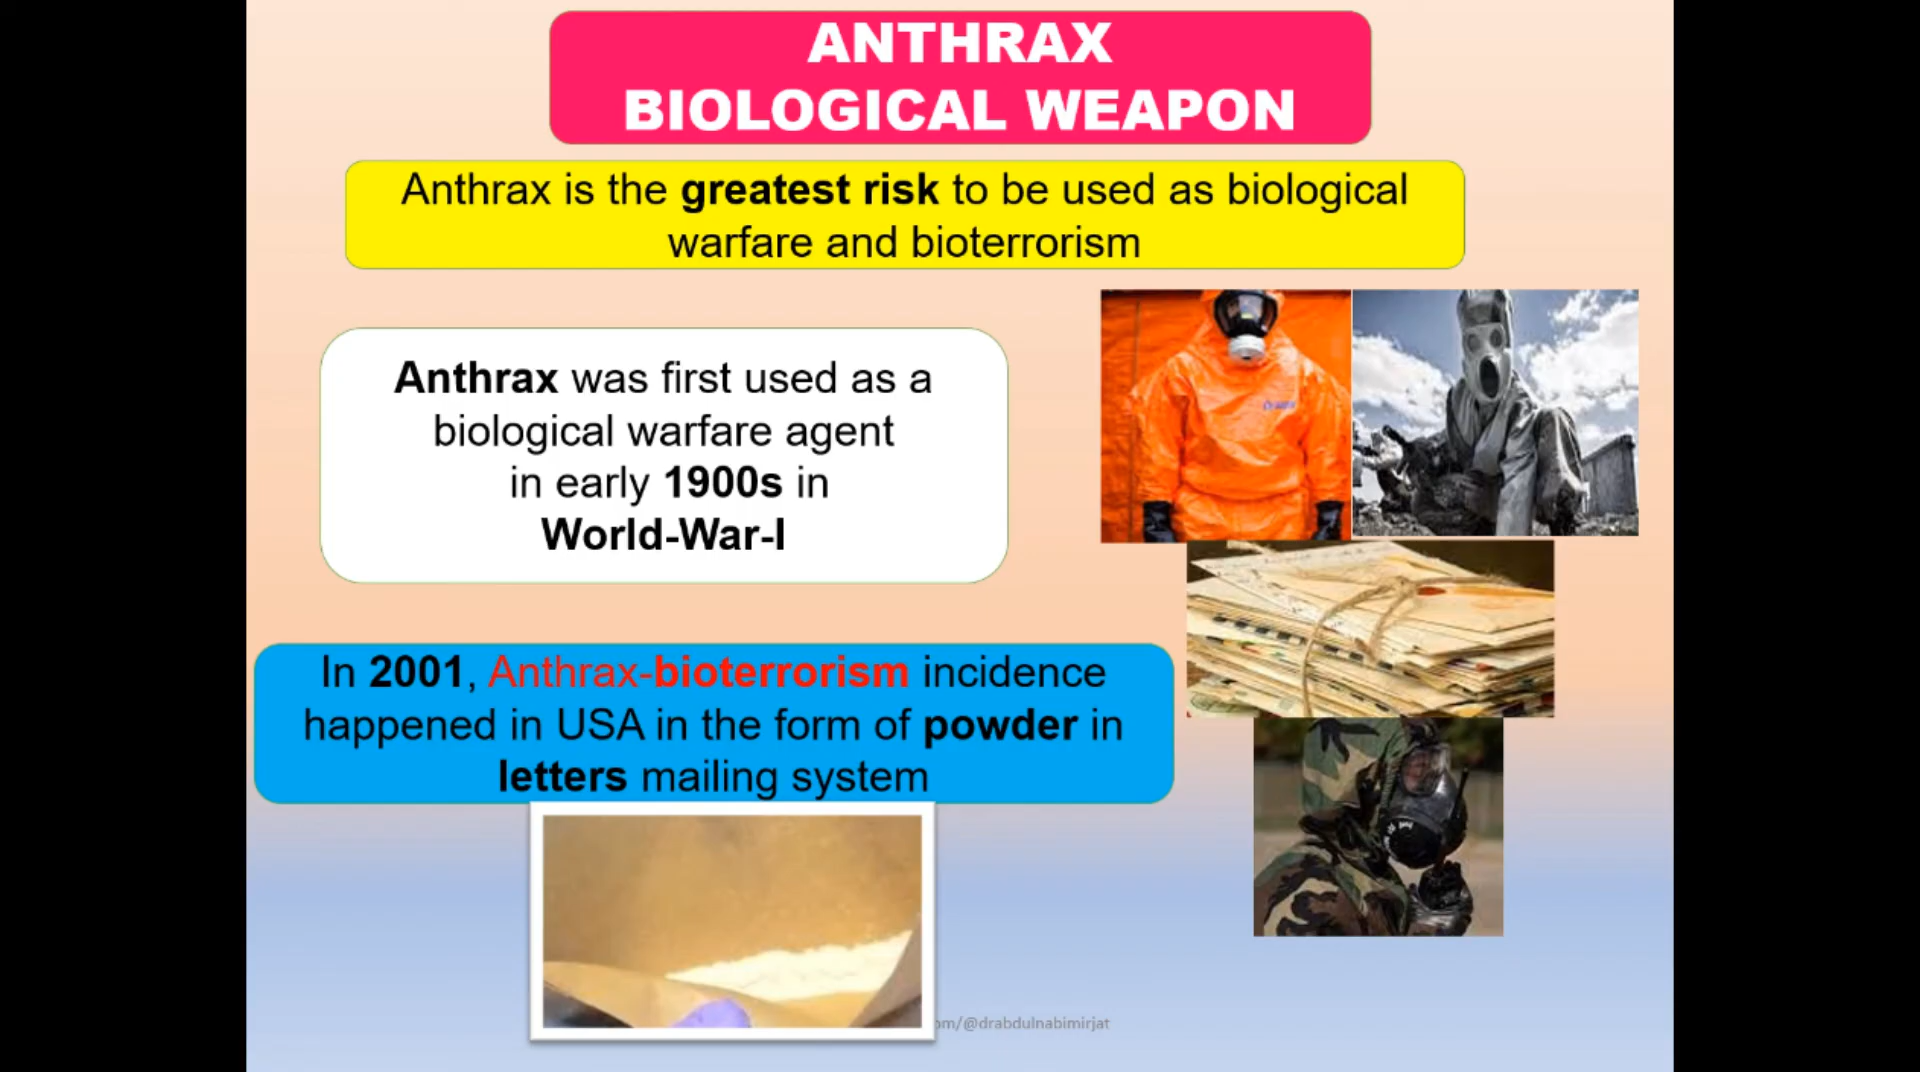 ANTHRAX
BIOLOGICAL WEAPON
Anthrax is the greatest risk to be used as biological
warfare and bioterrorism
Anthrax was first used as a
biological warfare agent
in early 1900s in
World-War-I
In 2001, Anthrax-bioterrorism incidence
happened in USA in the form of powder in
letters mailing system
om/@drabdulnabimirjat